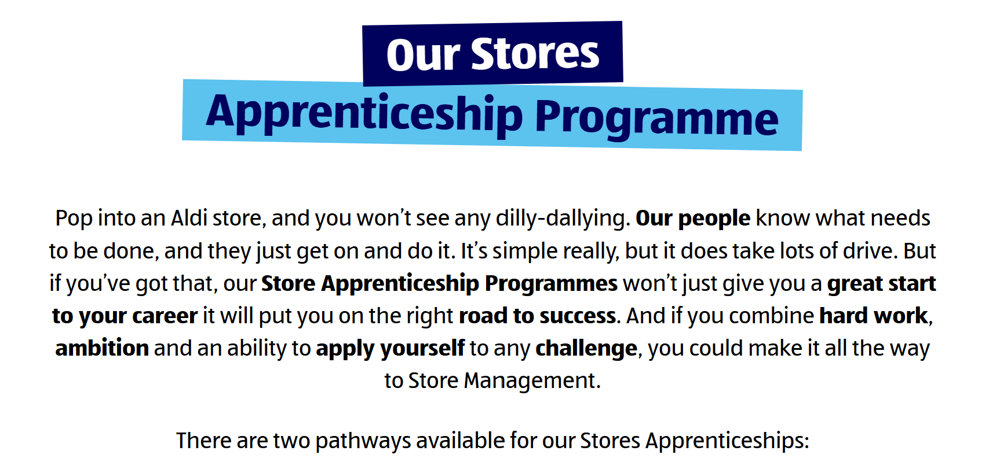 Our Stores
Apprenticeship Programme
Pop into an Aldi store, and you won’t see any dilly-dallying. Our people know what needs
to be done, and they just get on and do it. It’s simple really, but it does take lots of drive. But
if you’ve got that, our Store Apprenticeship Programmes won’t just give you a great start
to your career it will put you on the right road to success. And if you combine hard work,
ambition and an ability to apply yourself to any challenge, you could make it all the way
to Store Management.
There are two pathways available for our Stores Apprenticeships: